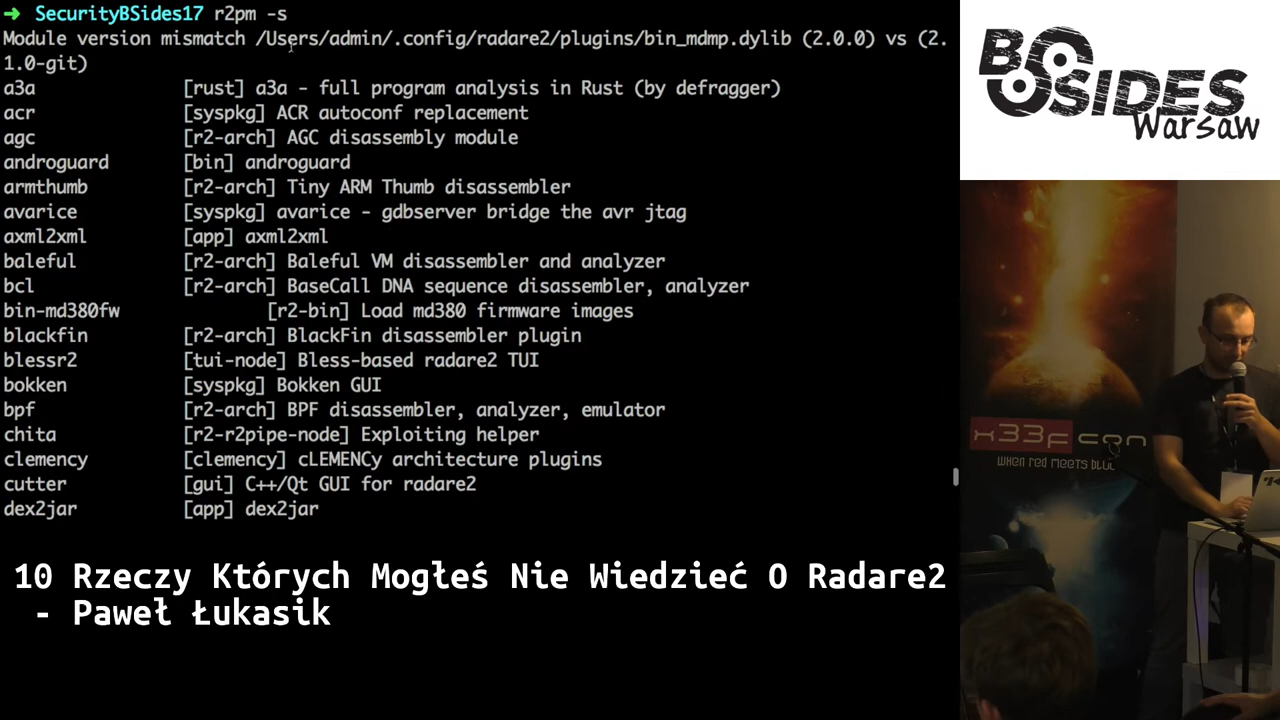 ➜ SecurityBSides17 r2pm -s
Module version mismatch /Users/admin/.config/radare2/plugins/bin_mdmp.dylib (2.0.0) vs (2.
1.0-git)
a3a [rust] a3a - full program analysis in Rust (by defragger)
acr [syspkg] ACR autoconf replacement
agc [r2-arch] AGC disassembly module
androguard [bin] androguard
armthumb [r2-arch] Tiny ARM Thumb disassembler
avarice [syspkg] avarice - gdbserver bridge the avr jtag
axml2xml [app] axml2xml
baleful [r2-arch] Baleful VM disassembler and analyzer
bcl [r2-arch] BaseCall DNA sequence disassembler, analyzer
bin-md380fw [r2-bin] Load md380 firmware images
blackfin [r2-arch] BlackFin disassembler plugin
blessr2 [tui-node] Bless-based radare2 TUI
bokken [syspkg] Bokken GUI
bpf [r2-arch] BPF disassembler, analyzer, emulator
chita [r2-r2pipe-node] Exploiting helper
clemency [clemency] cLEMENCy architecture plugins
cutter [gui] C++/Qt GUI for radare2
dex2jar [app] dex2jar
10 Rzeczy Których Mogłeś Nie Wiedzieć O Radare2
- Paweł Łukasik
BSIDES
Warsaw
x33fcon
WHEN RED MEETS BLUE